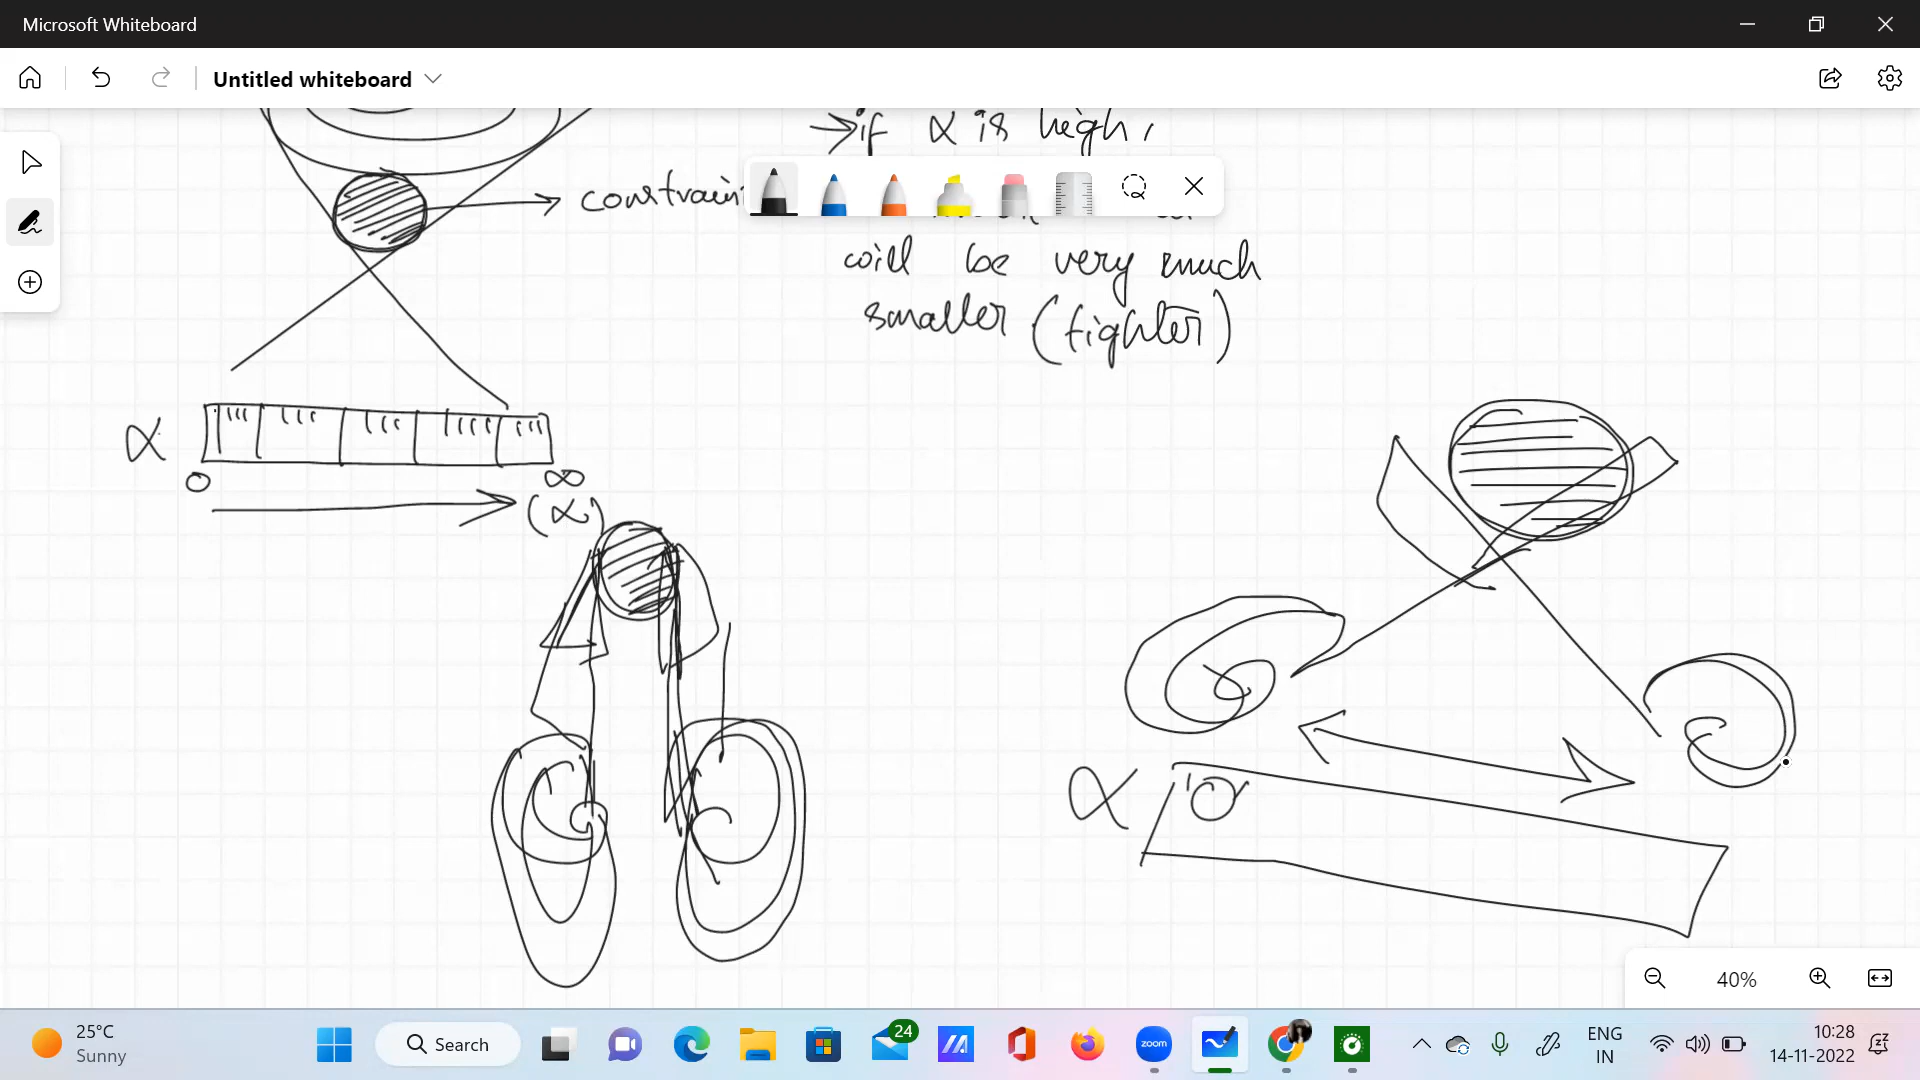 Microsoft Whiteboard
Untitled whiteboard
→ if α is high,
constrain
will be very much
smaller (tighter)
α
0
∞
(α)
α
0
40%
25°C
Sunny
Search
24
zoom
ENG
IN
10:28
14-11-2022